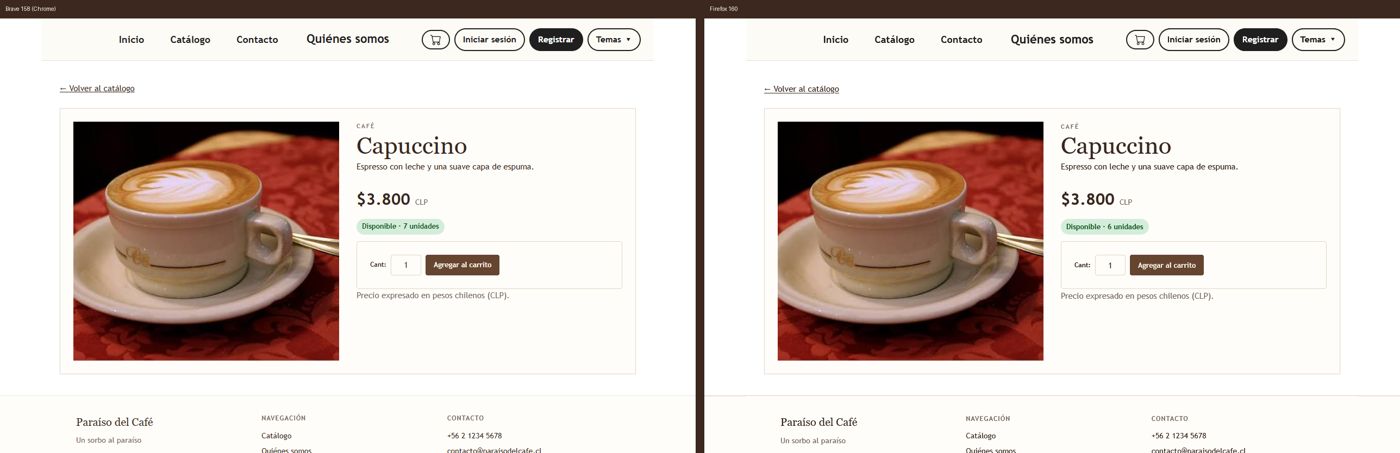 Brave 158 (Chrome)
Inicio Catálogo Contacto Quiénes somos Iniciar sesión Registrar Temas ▼
← Volver al catálogo
CAFÉ
Capuccino
Espresso con leche y una suave capa de espuma.
$3.800 CLP
Disponible · 7 unidades
Cant: 1 Agregar al carrito
Precio expresado en pesos chilenos (CLP).
Paraíso del Café
Un sorbo al paraíso
NAVEGACIÓN
Catálogo
Quiénes somos
CONTACTO
+56 2 1234 5678
contacto@paraisodelcafe.cl
Firefox 160
Inicio Catálogo Contacto Quiénes somos Iniciar sesión Registrar Temas ▼
← Volver al catálogo
CAFÉ
Capuccino
Espresso con leche y una suave capa de espuma.
$3.800 CLP
Disponible · 6 unidades
Cant: 1 Agregar al carrito
Precio expresado en pesos chilenos (CLP).
Paraíso del Café
Un sorbo al paraíso
NAVEGACIÓN
Catálogo
Quiénes somos
CONTACTO
+56 2 1234 5678
contacto@paraisodelcafe.cl